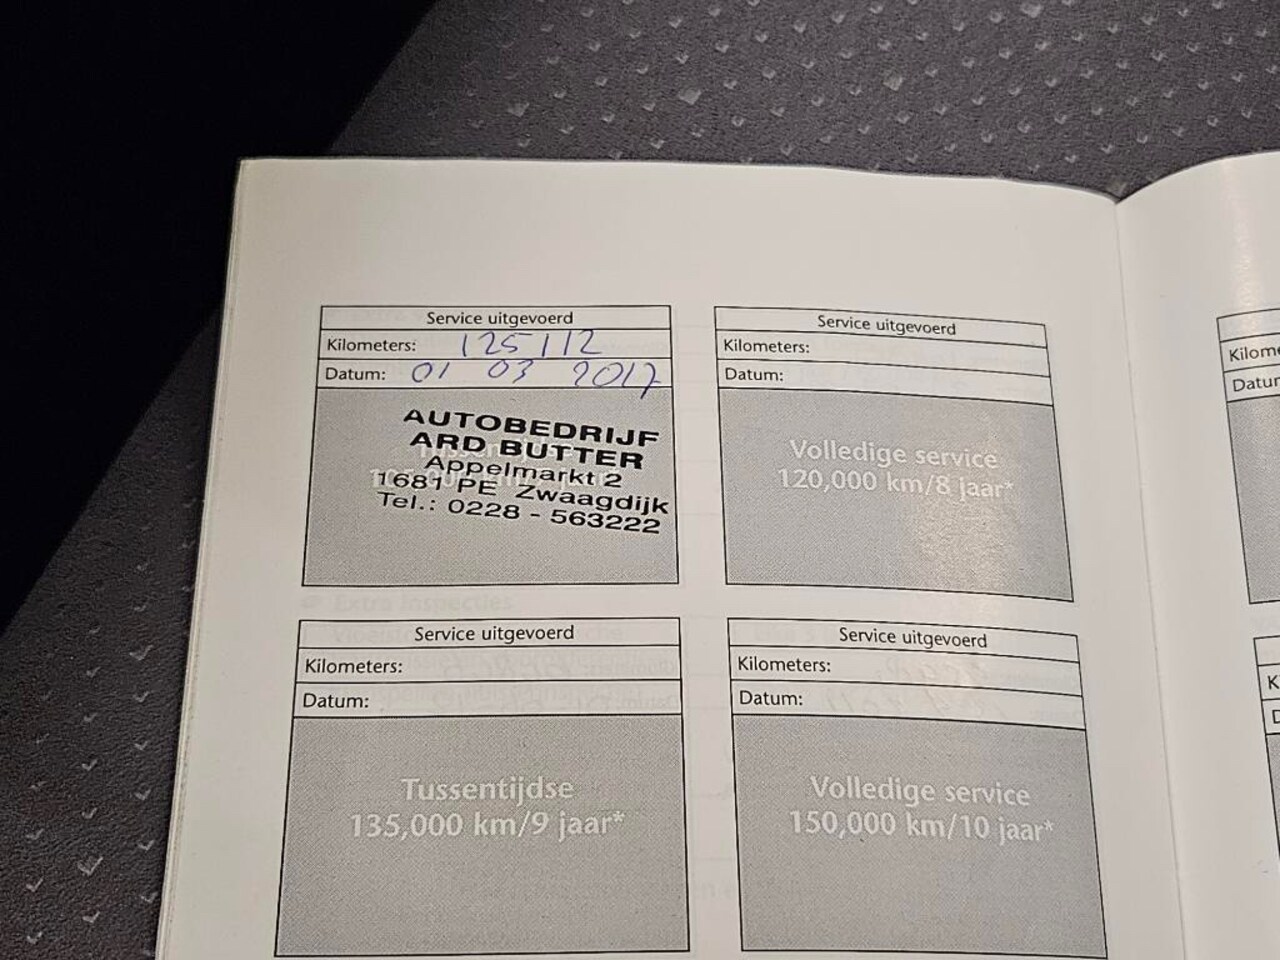 Service uitgevoerd
Kilometers: 125112
Datum: 01 03 2017
AUTOBEDRIJF
ARD BUTTER
Appelmarkt 2
1681 PE Zwaagdijk
Tel.: 0228 - 563222
Service uitgevoerd
Kilometers:
Datum:
Volledige service
120,000 km/8 jaar*
Service uitgevoerd
Kilometers:
Datum:
Tussentijdse
135,000 km/9 jaar*
Service uitgevoerd
Kilometers:
Datum:
Volledige service
150,000 km/10 jaar*